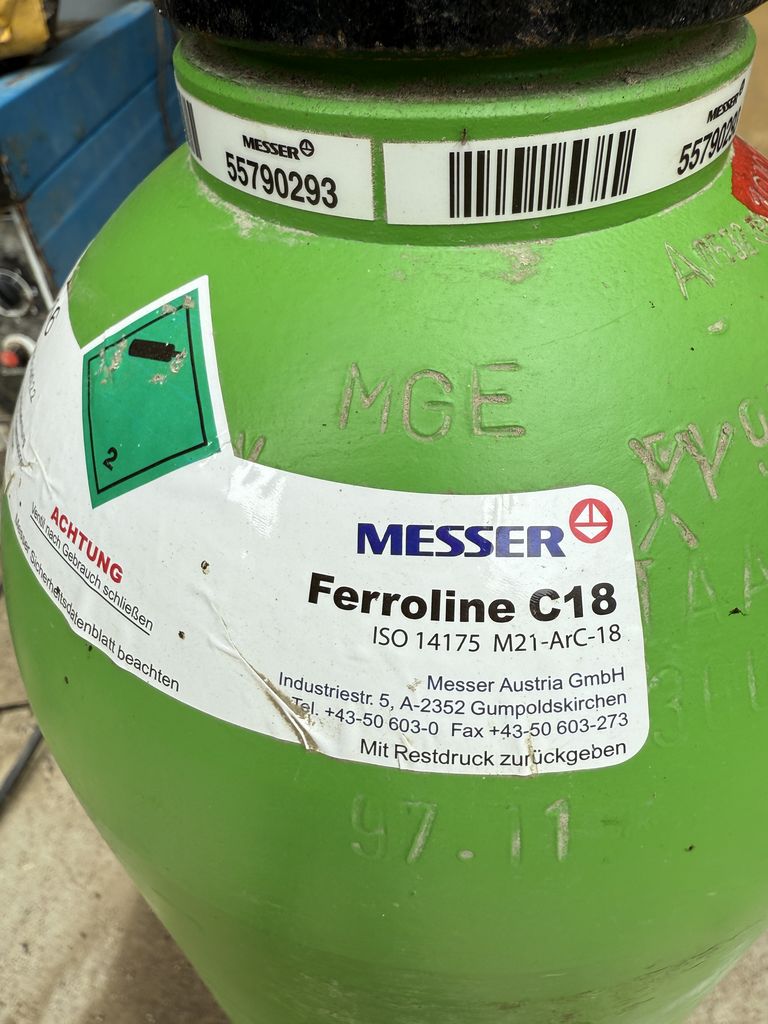 MESSER
55790293
MESSER
55790293
MGE
2
ACHTUNG
Ventil nach Gebrauch schließen
Messer Sicherheitsdatenblatt beachten
MESSER
Ferroline C18
ISO 14175 M21-ArC-18
Messer Austria GmbH
Industriestr. 5, A-2352 Gumpoldskirchen
Tel. +43-50 603-0 Fax +43-50 603-273
Mit Restdruck zurückgeben
97.11